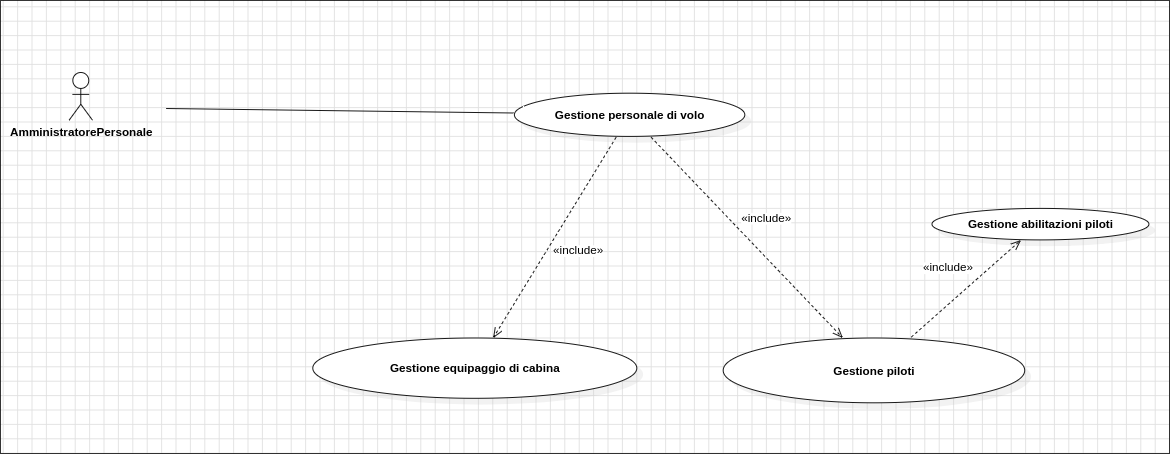 AmministratorePersonale
Gestione personale di volo
«include»
Gestione abilitazioni piloti
«include»
«include»
Gestione equipaggio di cabina
Gestione piloti